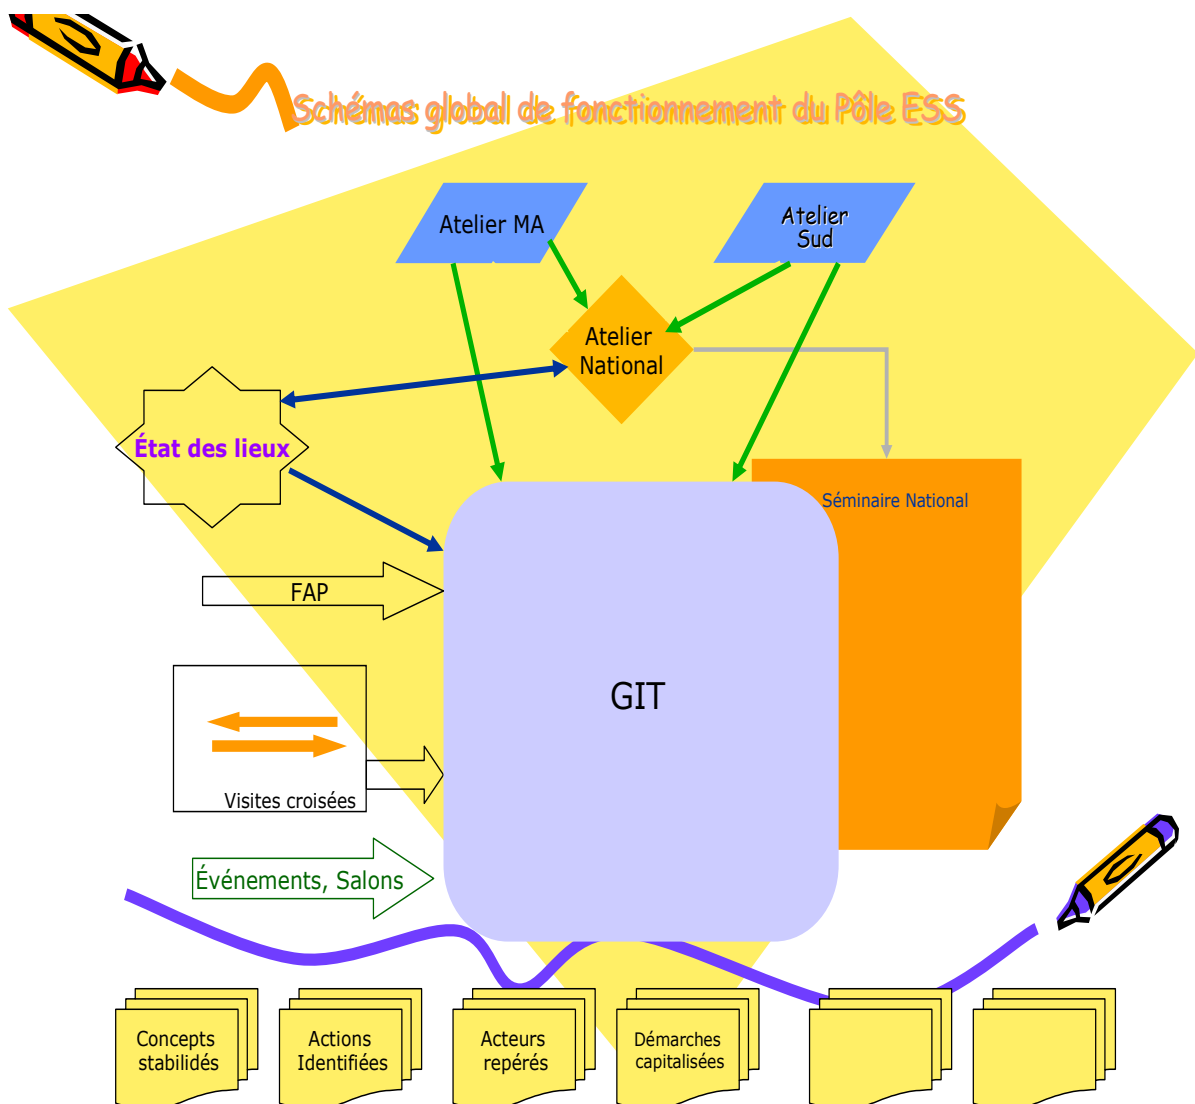 Schémas global de fonctionnement du Pôle ESS
Atelier MA
Atelier
Sud
Atelier
National
État des lieux
Séminaire National
FAP
GIT
Visites croisées
Événements, Salons
Concepts
stabilidés
Actions
Identifiées
Acteurs
repérés
Démarches
capitalisées